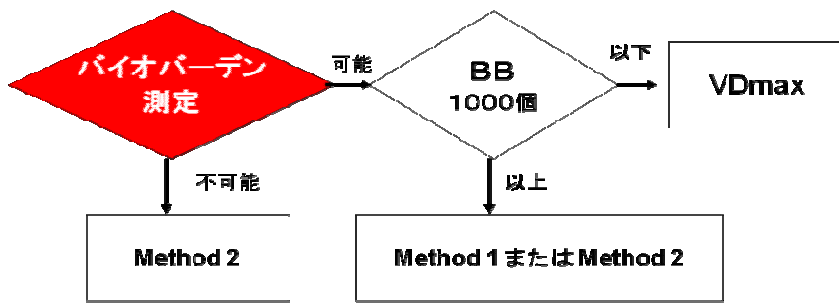 バイオバーデン
測定
可能
BB
1000個
以下
VDmax
不可能
以上
Method 2
Method 1 または Method 2